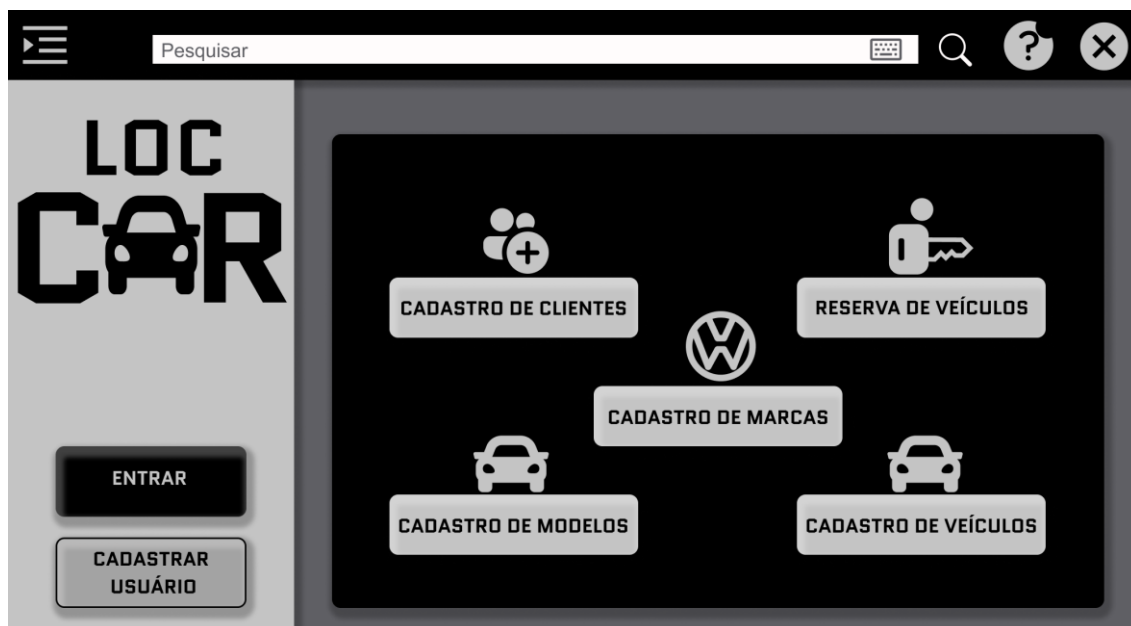 Pesquisar
?
LOC
CAR
CADASTRO DE CLIENTES
RESERVA DE VEÍCULOS
CADASTRO DE MARCAS
CADASTRO DE MODELOS
CADASTRO DE VEÍCULOS
ENTRAR
CADASTRAR
USUÁRIO